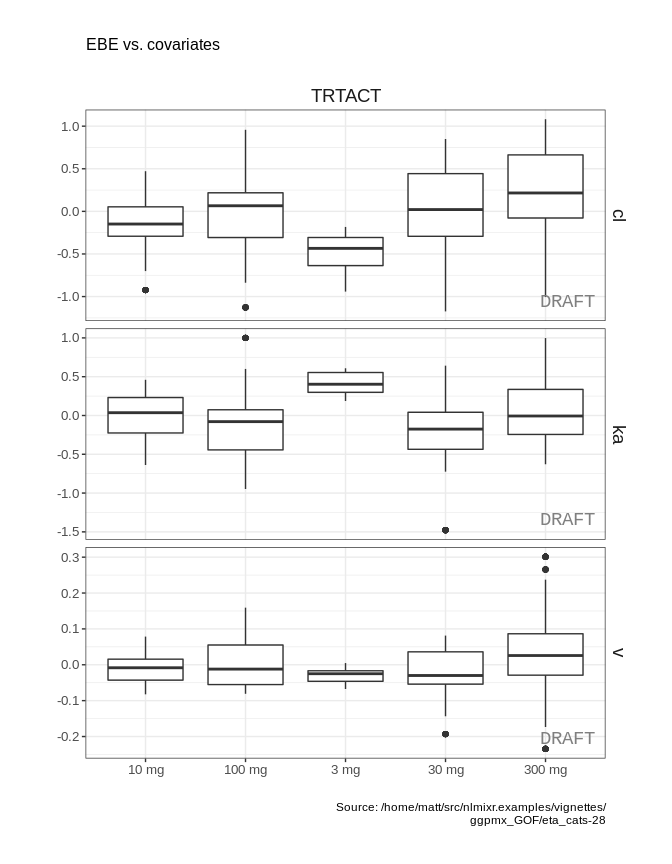 EBE vs. covariates
TRTACT
1.0
0.5
0.0
-0.5
-1.0
cl
DRAFT
1.0
0.5
0.0
-0.5
-1.0
-1.5
ka
DRAFT
0.3
0.2
0.1
0.0
-0.1
-0.2
v
DRAFT
10 mg 100 mg 3 mg 30 mg 300 mg
Source: /home/matt/src/nlmixr.examples/vignettes/
ggpmx_GOF/eta_cats-28